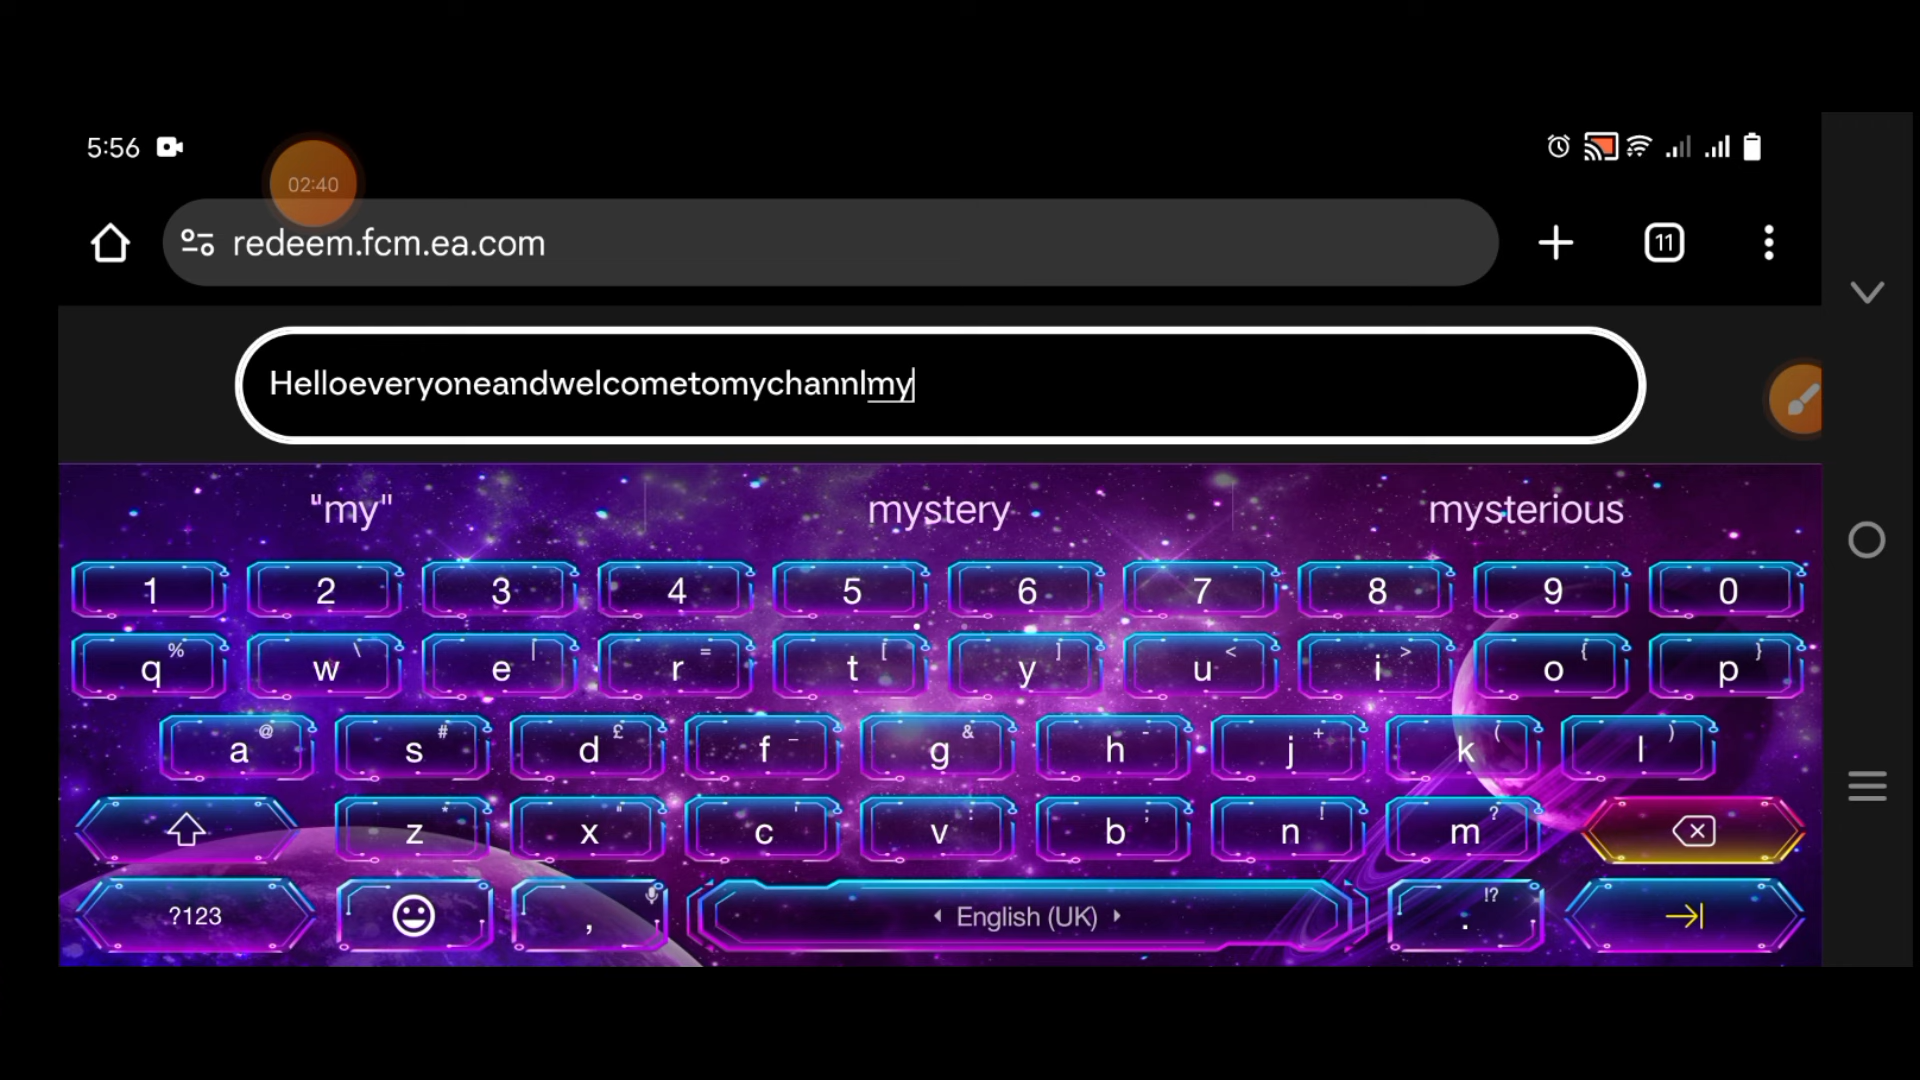 5:56
02:40
redeem.fcm.ea.com
11
Helloeveryoneandwelcometomychannlmy
"my" mystery mysterious
1 2 3 4 5 6 7 8 9 0
q % w \ e | r = t [ y ] u < i > o { p }
a @ s # d £ f _ g & h - j + k ( l )
z * x " c ' v : b ; n ! m ?
?123 , English (UK) . !?